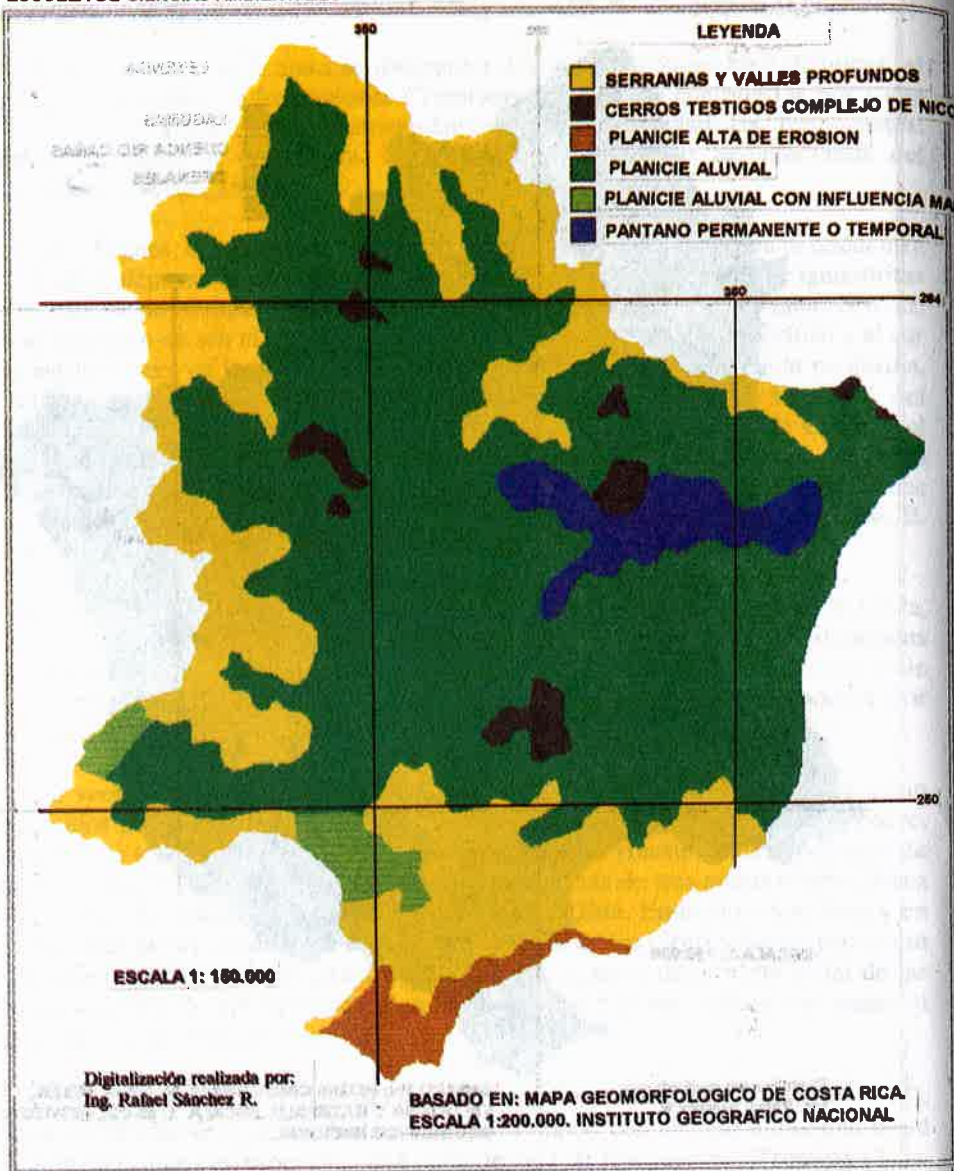 LEYENDA
SERRANIAS Y VALLES PROFUNDOS
CERROS TESTIGOS COMPLEJO DE NICO
PLANICIE ALTA DE EROSION
PLANICIE ALUVIAL
PLANICIE ALUVIAL CON INFLUENCIA MA
PANTANO PERMANENTE O TEMPORAL
350
360
264
250
ESCALA 1: 150.000
Digitalización realizada por:
Ing. Rafael Sánchez R.
BASADO EN: MAPA GEOMORFOLOGICO DE COSTA RICA.
ESCALA 1:200.000. INSTITUTO GEOGRAFICO NACIONAL